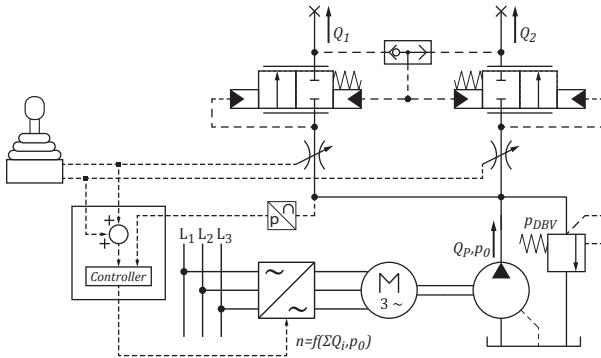 Q1
Q2
L1 L2 L3
p
pDBV
QP,p0
+
+
Controller
~
~
M
3 ~
n=f(ΣQi,p0)